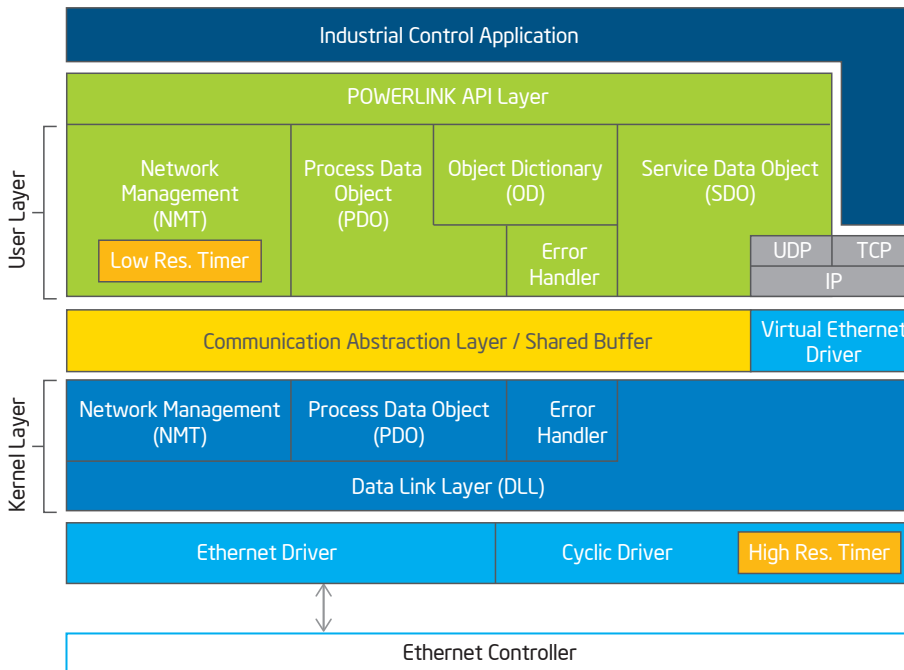 Industrial Control Application
POWERLINK API Layer
User Layer
Network
Management
(NMT)
Low Res. Timer
Process Data
Object
(PDO)
Object Dictionary
(OD)
Error
Handler
Service Data Object
(SDO)
UDP
TCP
IP
Communication Abstraction Layer / Shared Buffer
Virtual Ethernet
Driver
Kernel Layer
Network Management
(NMT)
Process Data Object
(PDO)
Error
Handler
Data Link Layer (DLL)
Ethernet Driver
Cyclic Driver
High Res. Timer
Ethernet Controller